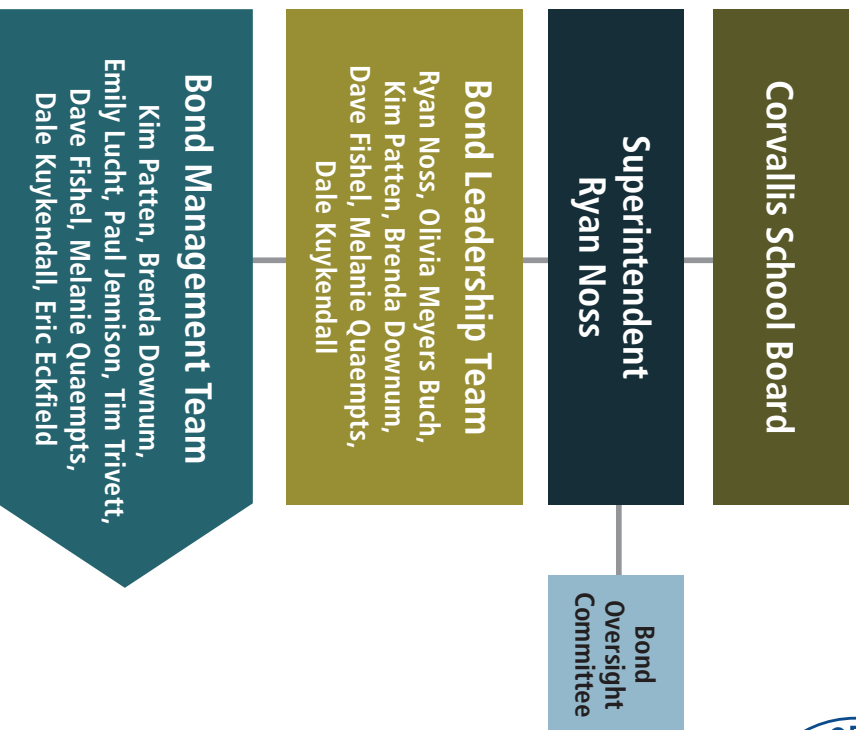 Corvallis School Board
Superintendent
Ryan Noss
Bond
Oversight
Committee
Bond Leadership Team
Ryan Noss, Olivia Meyers Buch,
Kim Patten, Brenda Downum,
Dave Fishel, Melanie Quaempts,
Dale Kuykendall
Bond Management Team
Kim Patten, Brenda Downum,
Emily Lucht, Paul Jennison, Tim Trivett,
Dave Fishel, Melanie Quaempts,
Dale Kuykendall, Eric Eckfield